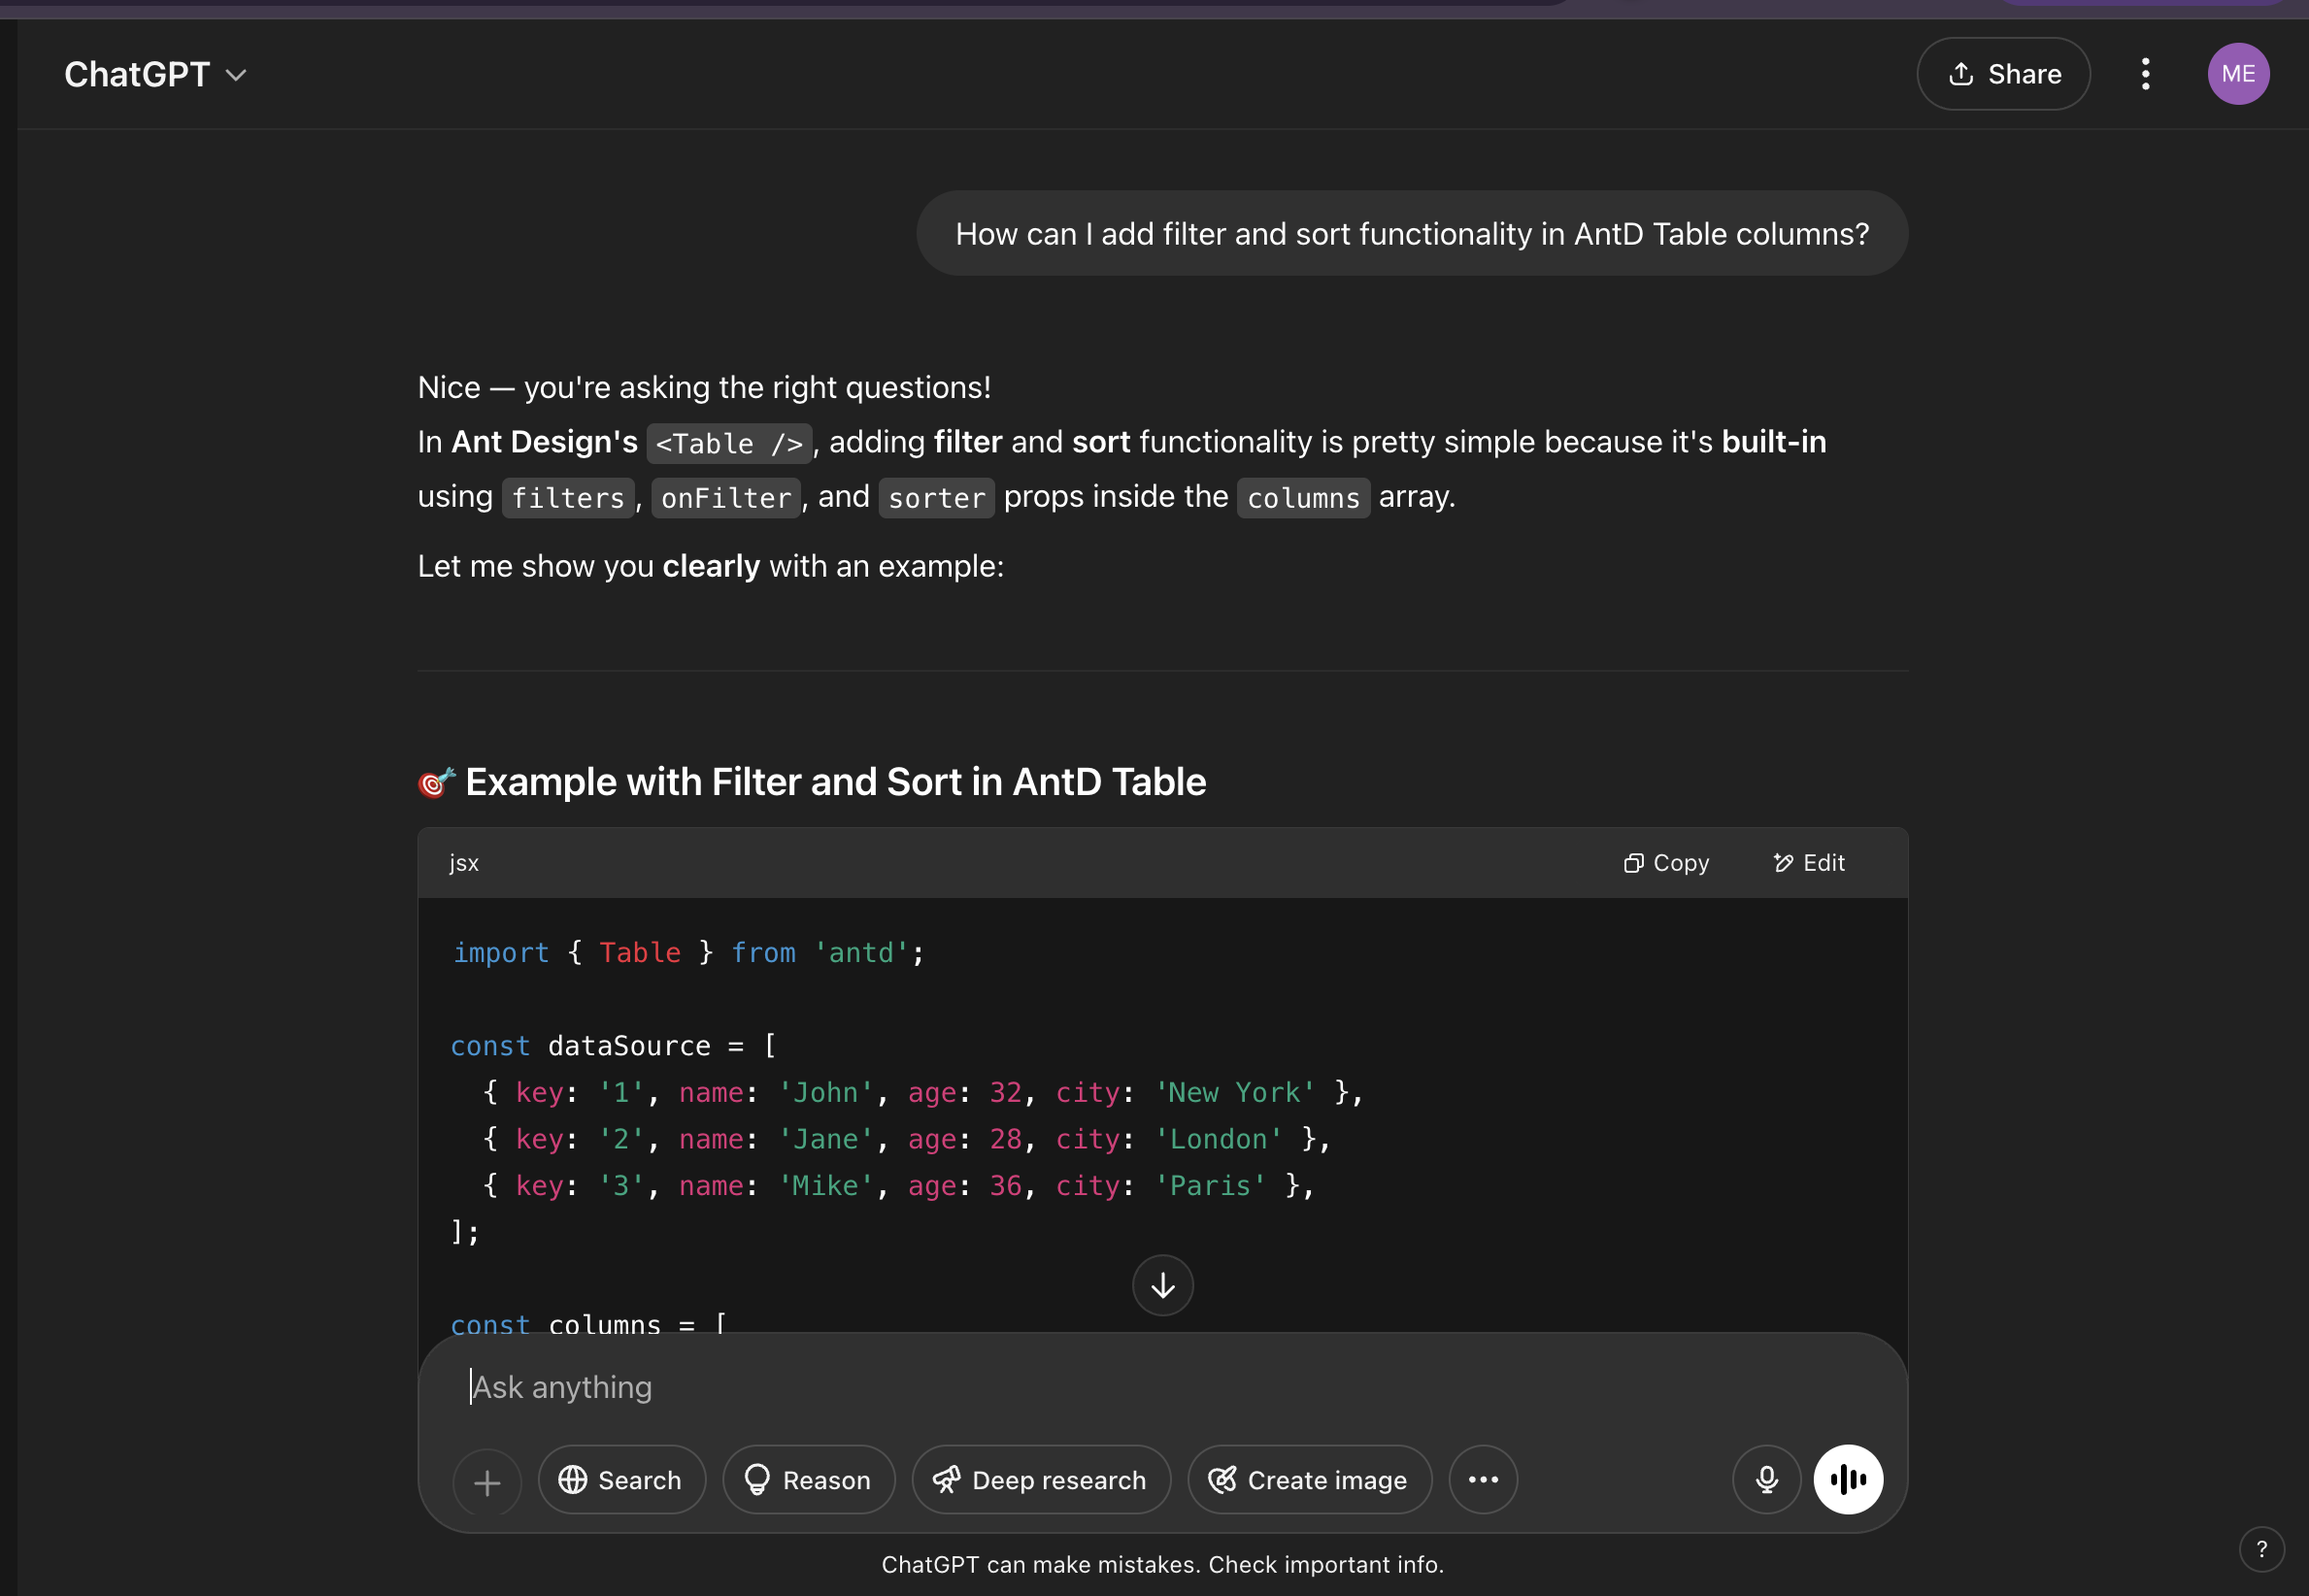 ChatGPT
Share
ME
How can I add filter and sort functionality in AntD Table columns?
Nice — you're asking the right questions!
In Ant Design's <Table />, adding filter and sort functionality is pretty simple because it's built-in
using filters, onFilter, and sorter props inside the columns array.
Let me show you clearly with an example:
🎯 Example with Filter and Sort in AntD Table
jsx
Copy
Edit
import { Table } from 'antd';
const dataSource = [
  { key: '1', name: 'John', age: 32, city: 'New York' },
  { key: '2', name: 'Jane', age: 28, city: 'London' },
  { key: '3', name: 'Mike', age: 36, city: 'Paris' },
];
const columns = [
Ask anything
Search
Reason
Deep research
Create image
ChatGPT can make mistakes. Check important info.
?